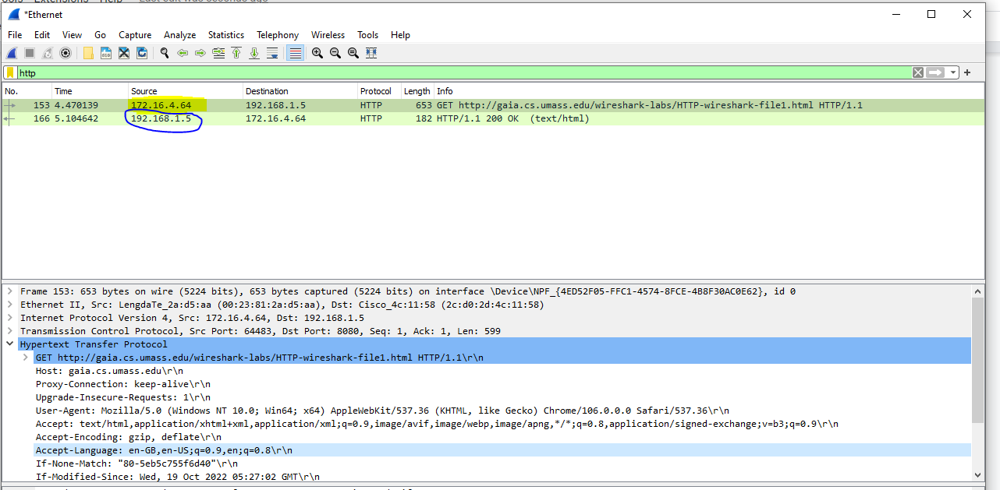 *Ethernet
File Edit View Go Capture Analyze Statistics Telephony Wireless Tools Help
http
No. Time Source Destination Protocol Length Info
153 4.470139 172.16.4.64 192.168.1.5 HTTP 653 GET http://gaia.cs.umass.edu/wireshark-labs/HTTP-wireshark-file1.html HTTP/1.1
166 5.104642 192.168.1.5 172.16.4.64 HTTP 182 HTTP/1.1 200 OK (text/html)
Frame 153: 653 bytes on wire (5224 bits), 653 bytes captured (5224 bits) on interface \Device\NPF_{4ED52F05-FFC1-4574-8FCE-4B8F30AC0E62}, id 0
Ethernet II, Src: LengdaTe_2a:d5:aa (00:23:81:2a:d5:aa), Dst: Cisco_4c:11:58 (2c:d0:2d:4c:11:58)
Internet Protocol Version 4, Src: 172.16.4.64, Dst: 192.168.1.5
Transmission Control Protocol, Src Port: 64483, Dst Port: 8080, Seq: 1, Ack: 1, Len: 599
Hypertext Transfer Protocol
GET http://gaia.cs.umass.edu/wireshark-labs/HTTP-wireshark-file1.html HTTP/1.1\r\n
Host: gaia.cs.umass.edu\r\n
Proxy-Connection: keep-alive\r\n
Upgrade-Insecure-Requests: 1\r\n
User-Agent: Mozilla/5.0 (Windows NT 10.0; Win64; x64) AppleWebKit/537.36 (KHTML, like Gecko) Chrome/106.0.0.0 Safari/537.36\r\n
Accept: text/html,application/xhtml+xml,application/xml;q=0.9,image/avif,image/webp,image/apng,*/*;q=0.8,application/signed-exchange;v=b3;q=0.9\r\n
Accept-Encoding: gzip, deflate\r\n
Accept-Language: en-GB,en-US;q=0.9,en;q=0.8\r\n
If-None-Match: "80-5eb5c755f6d40"\r\n
If-Modified-Since: Wed, 19 Oct 2022 05:27:02 GMT\r\n